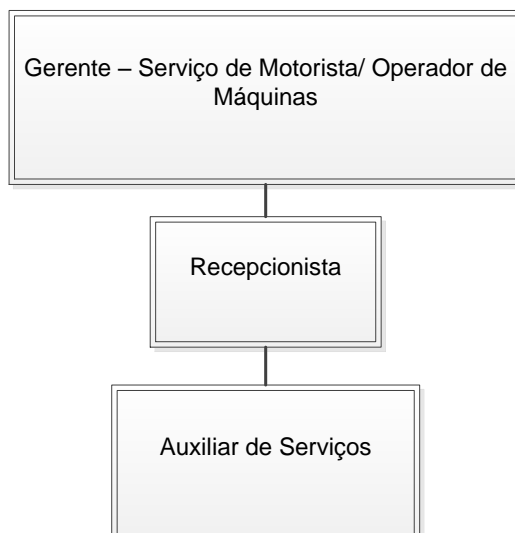 Gerente – Serviço de Motorista/ Operador de
Máquinas
Recepcionista
Auxiliar de Serviços